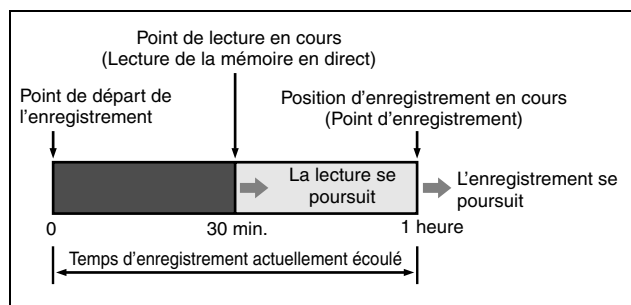 Point de lecture en cours
(Lecture de la mémoire en direct)
Point de départ de
l’enregistrement
Position d’enregistrement en cours
(Point d’enregistrement)
La lecture se
poursuit
L’enregistrement se
poursuit
0
30 min.
1 heure
Temps d’enregistrement actuellement écoulé